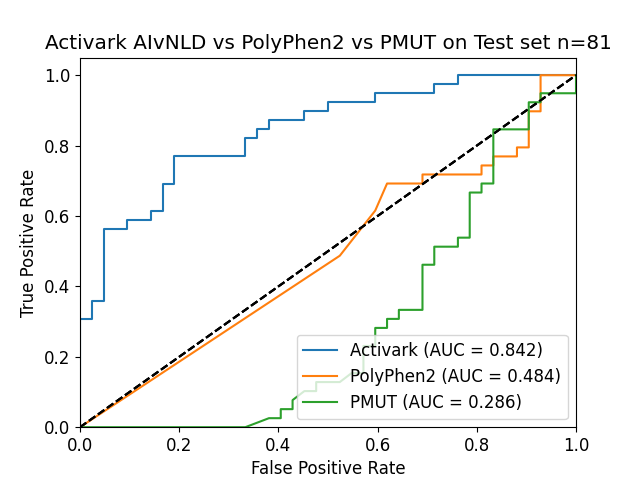 Activark AIvNLD vs PolyPhen2 vs PMUT on Test set n=81
1.0
0.8
0.6
0.4
0.2
0.0
True Positive Rate
Activark (AUC = 0.842)
PolyPhen2 (AUC = 0.484)
PMUT (AUC = 0.286)
0.0 0.2 0.4 0.6 0.8 1.0
False Positive Rate